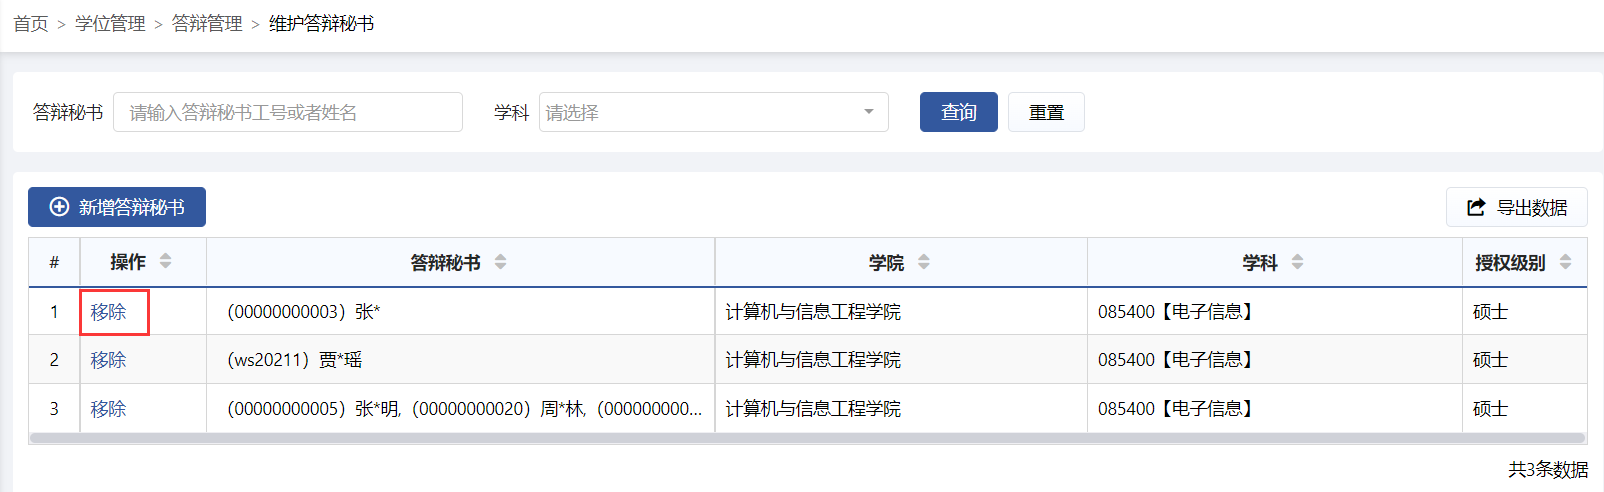 首页 > 学位管理 > 答辩管理 > 维护答辩秘书
答辩秘书 请输入答辩秘书工号或者姓名 学科 请选择 查询 重置
新增答辩秘书 导出数据
# 操作 答辩秘书 学院 学科 授权级别
1 移除 （00000000003）张* 计算机与信息工程学院 085400【电子信息】 硕士
2 移除 （ws20211）贾*瑶 计算机与信息工程学院 085400【电子信息】 硕士
3 移除 （00000000005）张*明,（00000000020）周*林,（000000000... 计算机与信息工程学院 085400【电子信息】 硕士
共3条数据